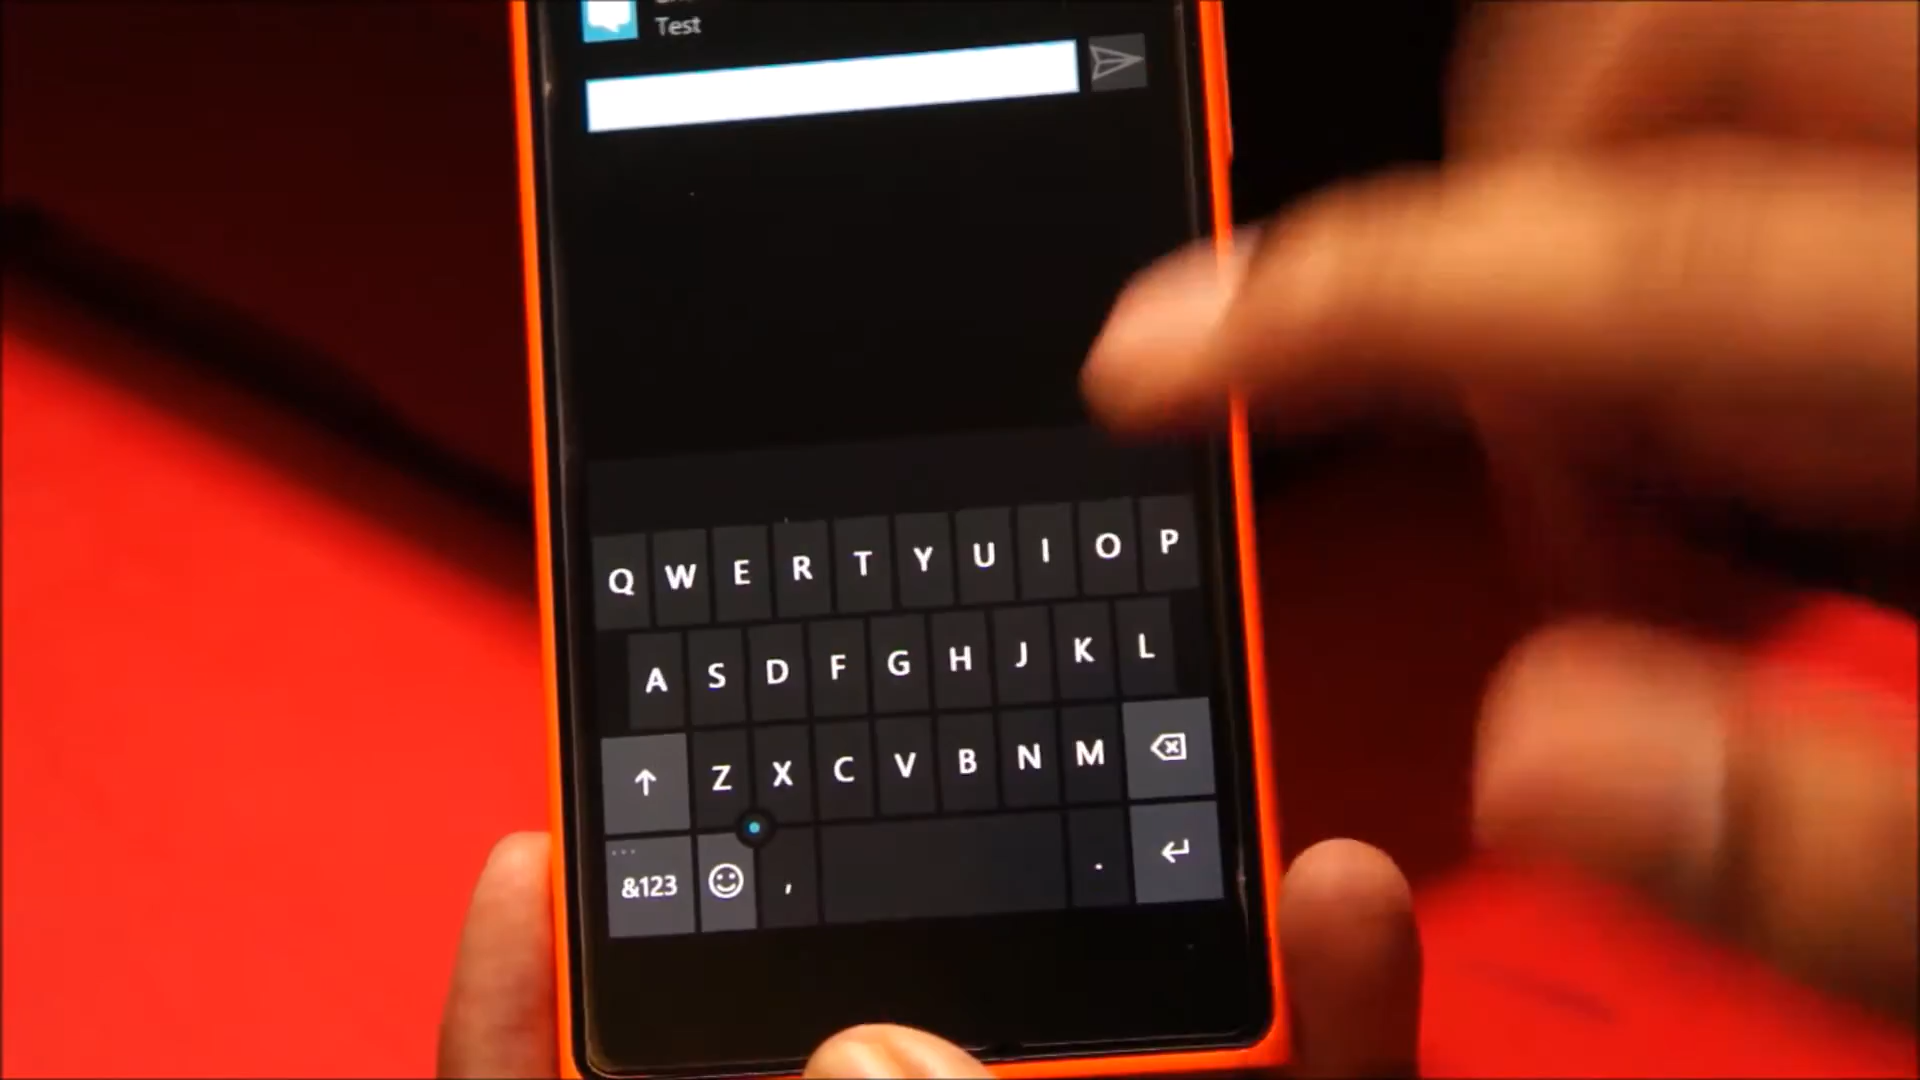 Test
Q W E R T Y U I O P
A S D F G H J K L
Z X C V B N M
&123 , .